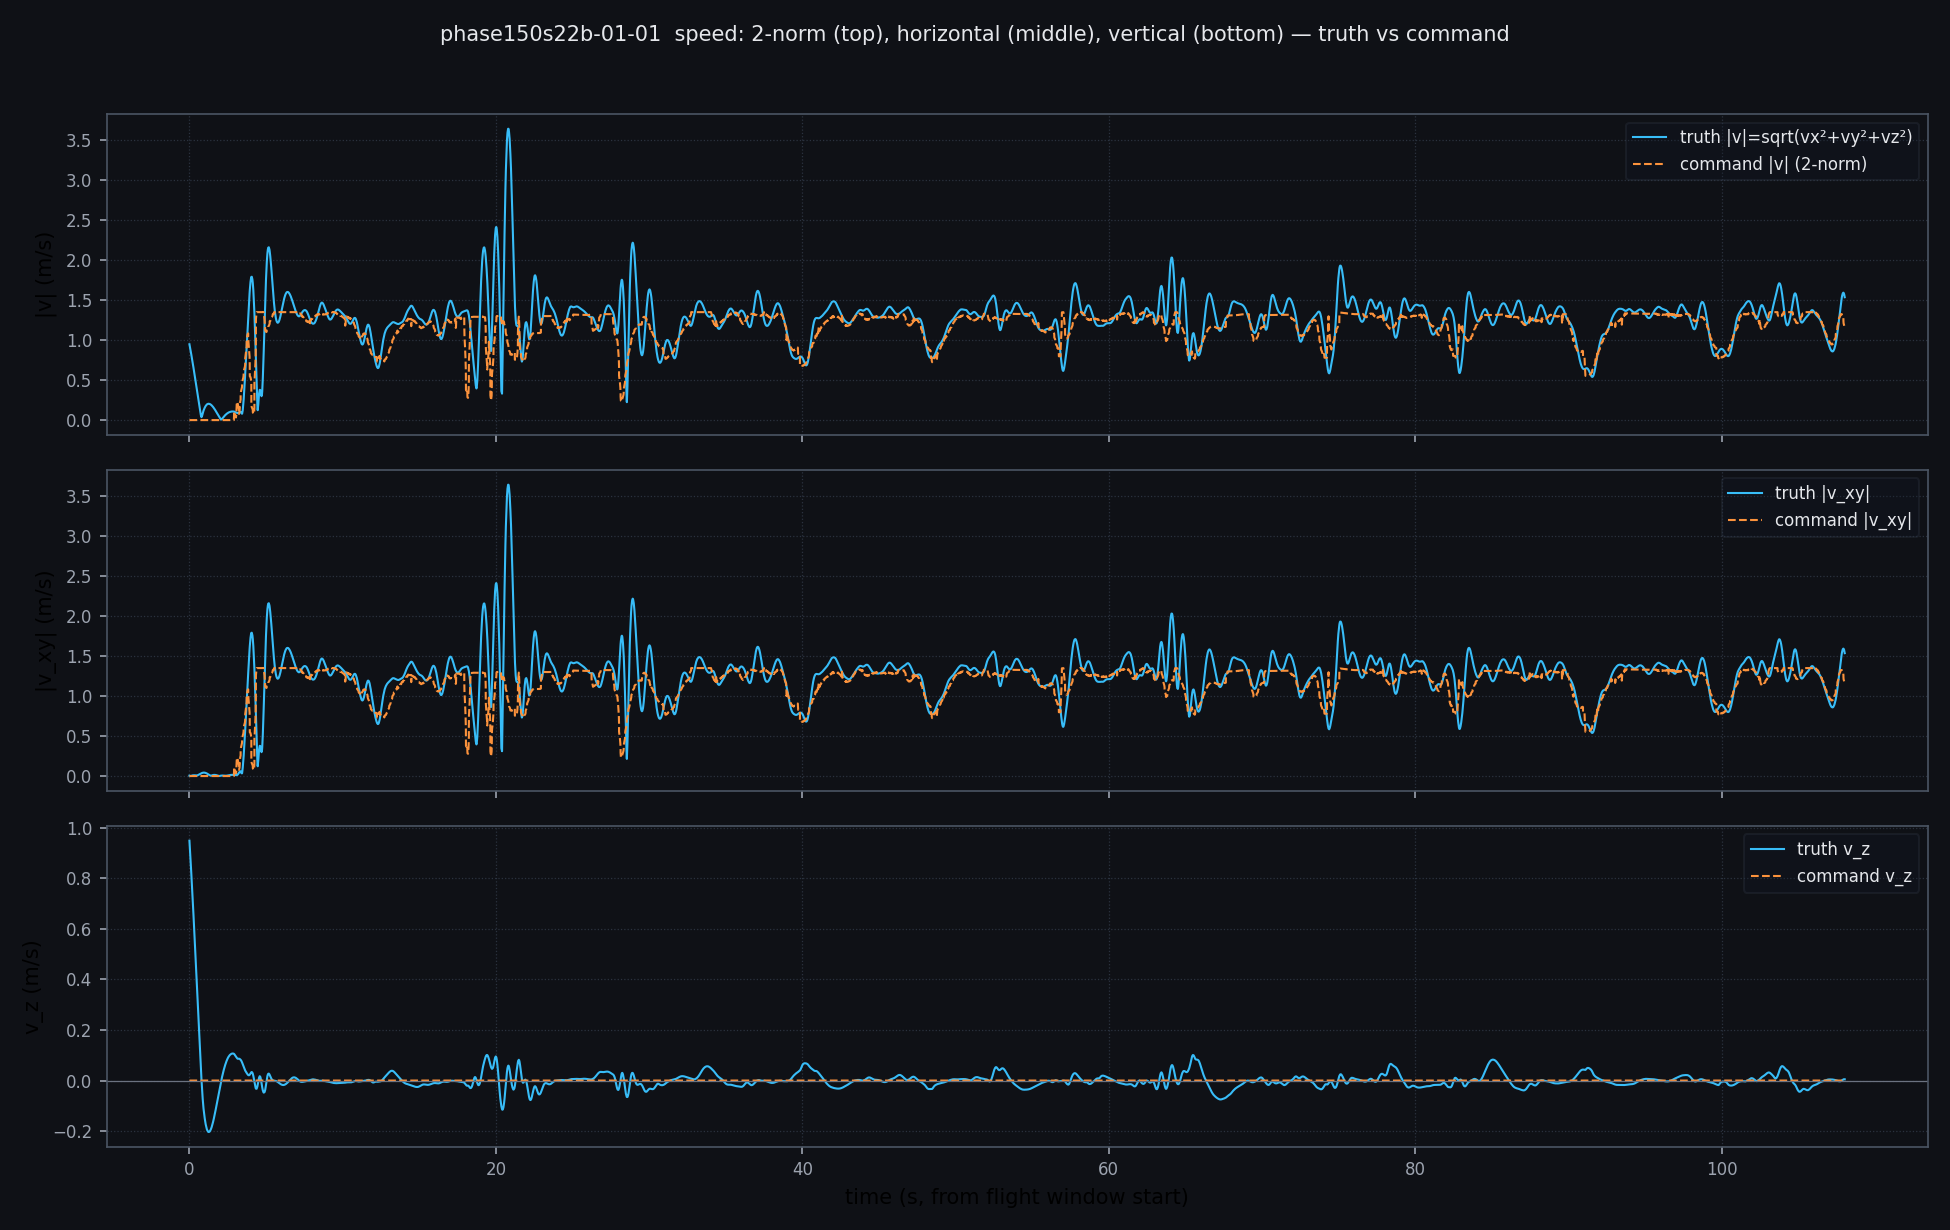 phase150s22b-01-01  speed: 2-norm (top), horizontal (middle), vertical (bottom) — truth vs command
|v| (m/s)
3.5
3.0
2.5
2.0
1.5
1.0
0.5
0.0
truth |v|=sqrt(vx²+vy²+vz²)
command |v| (2-norm)
|v_xy| (m/s)
3.5
3.0
2.5
2.0
1.5
1.0
0.5
0.0
truth |v_xy|
command |v_xy|
v_z (m/s)
1.0
0.8
0.6
0.4
0.2
0.0
−0.2
truth v_z
command v_z
0 20 40 60 80 100
time (s, from flight window start)